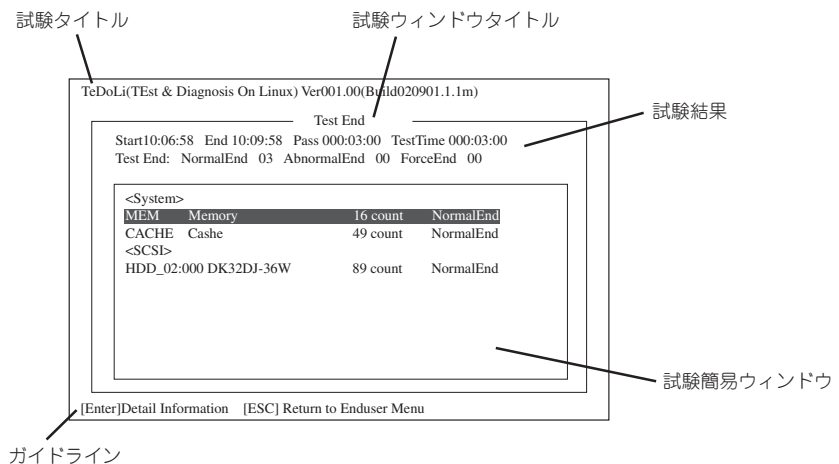 試験タイトル
試験ウィンドウタイトル
TeDoLi(TEst & Diagnosis On Linux) Ver001.00(Build020901.1.1m)
試験結果
Test End
Start10:06:58 End 10:09:58 Pass 000:03:00 TestTime 000:03:00
Test End: NormalEnd 03 AbnormalEnd 00 ForceEnd 00
<System>
MEM Memory 16 count NormalEnd
CACHE Cashe 49 count NormalEnd
<SCSI>
HDD_02:000 DK32DJ-36W 89 count NormalEnd
試験簡易ウィンドウ
[Enter]Detail Information [ESC] Return to Enduser Menu
ガイドライン